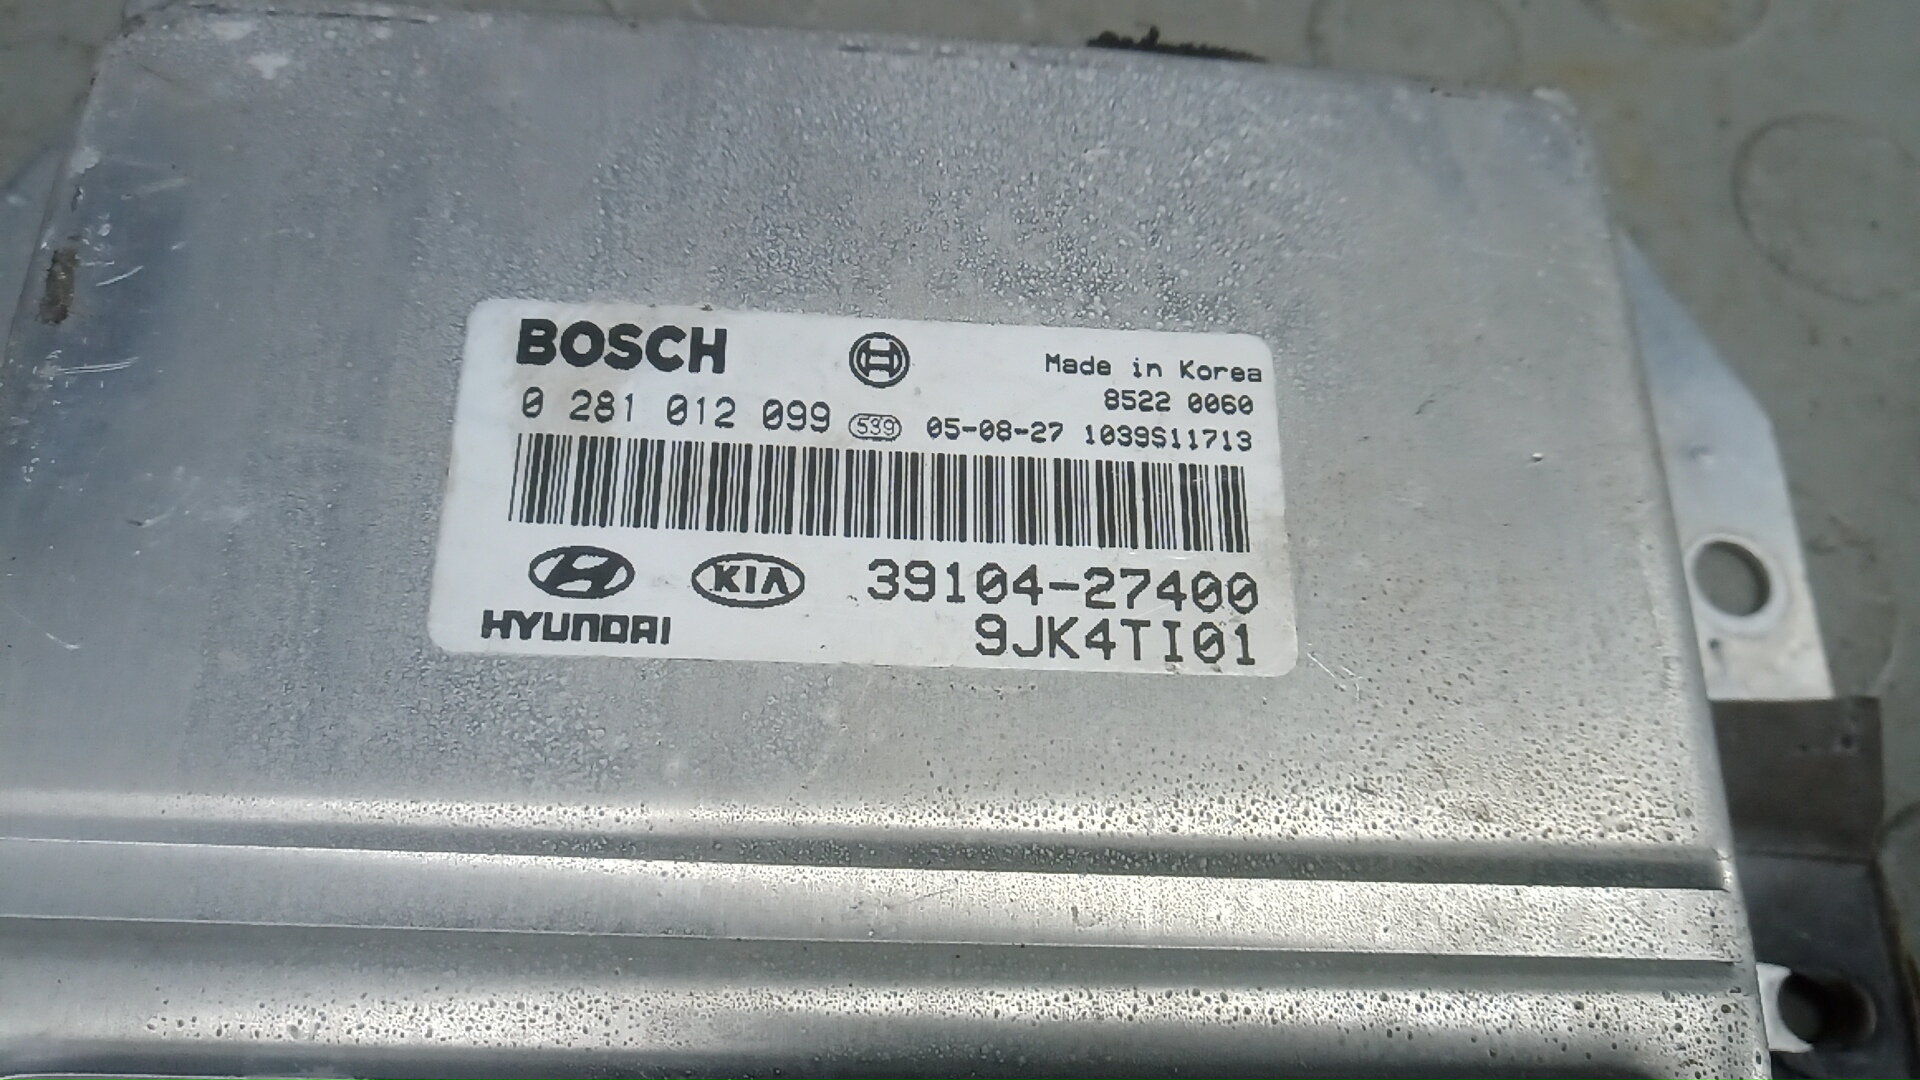 BOSCH
Made in Korea
8522 0060
0 281 012 099 539 05-08-27 1039S11713
KIA 39104-27400
HYUNDAI 9JK4TI01